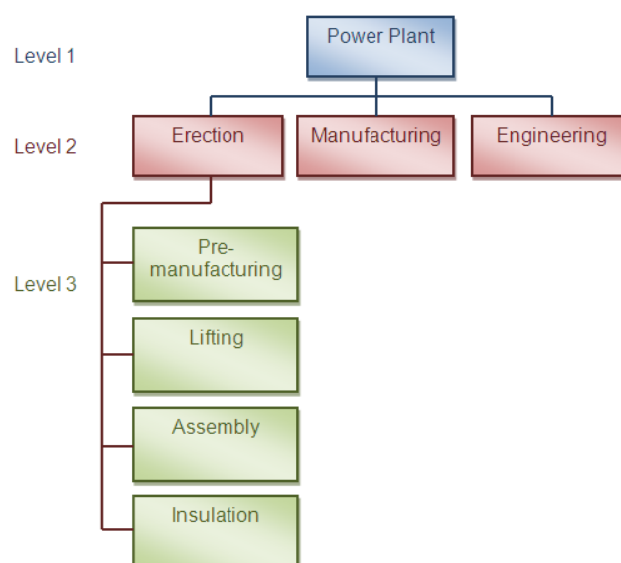 Power Plant
Level 1
Level 2
Erection
Manufacturing
Engineering
Level 3
Pre-
manufacturing
Lifting
Assembly
Insulation